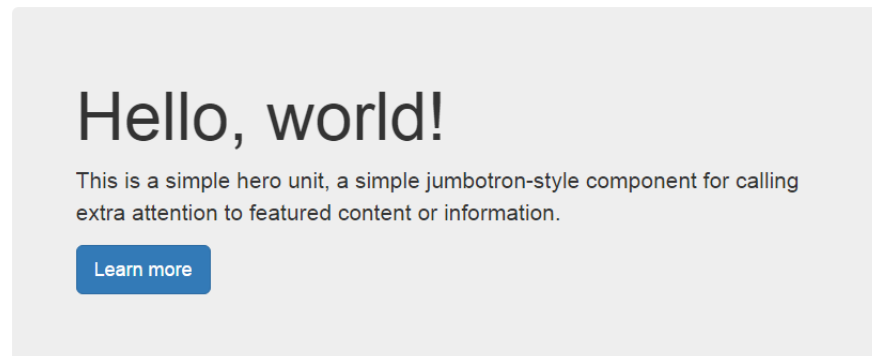 Hello, world!
This is a simple hero unit, a simple jumbotron-style component for calling
extra attention to featured content or information.
Learn more